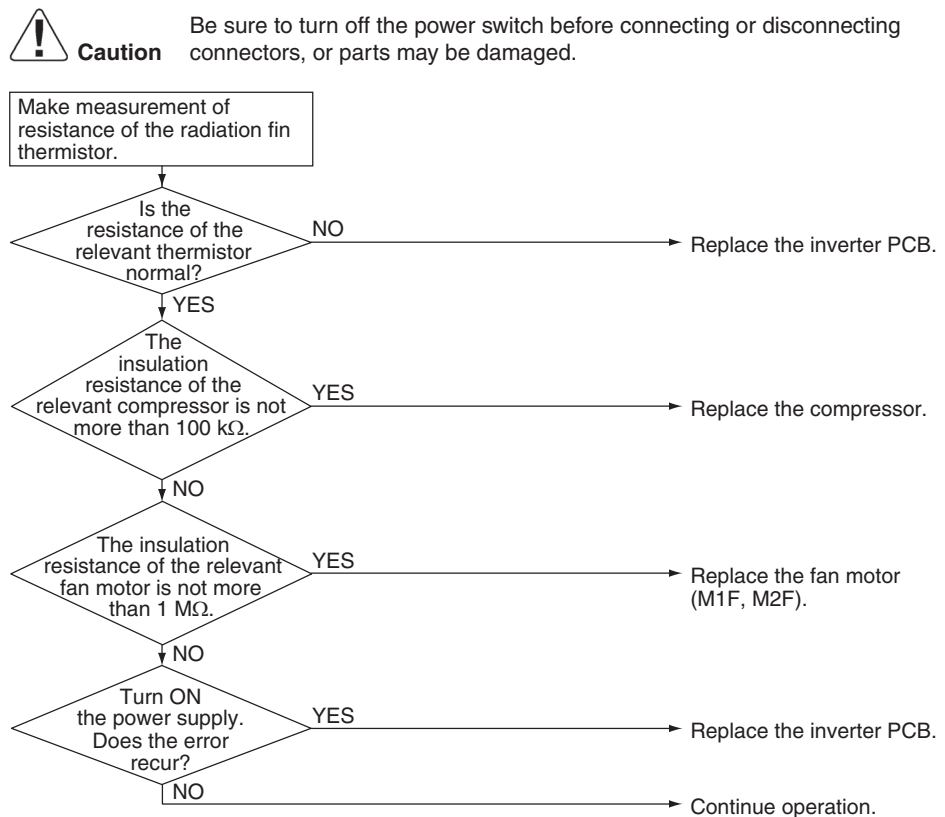 Be sure to turn off the power switch before connecting or disconnecting
Caution connectors, or parts may be damaged.
Make measurement of
resistance of the radiation fin
thermistor.
Is the
resistance of the
relevant thermistor
normal?
NO
Replace the inverter PCB.
YES
The
insulation
resistance of the
relevant compressor is not
more than 100 kΩ.
YES
Replace the compressor.
NO
The insulation
resistance of the relevant
fan motor is not more
than 1 MΩ.
YES
Replace the fan motor
(M1F, M2F).
NO
Turn ON
the power supply.
Does the error
recur?
YES
Replace the inverter PCB.
NO
Continue operation.